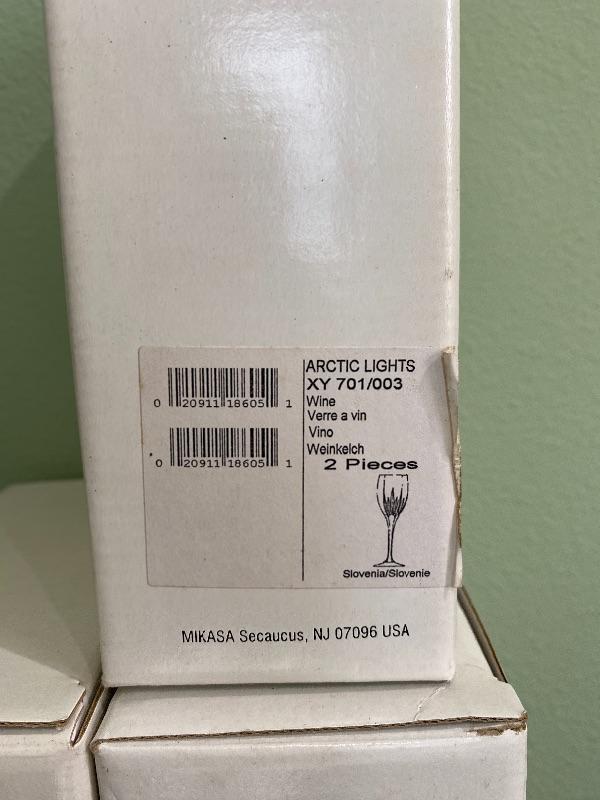 ARCTIC LIGHTS
XY 701/003
Wine
Verre a vin
Vino
Weinkelch
2 Pieces
Slovenia/Slovenie
0 20911 18605 1
0 20911 18605 1
MIKASA Secaucus, NJ 07096 USA